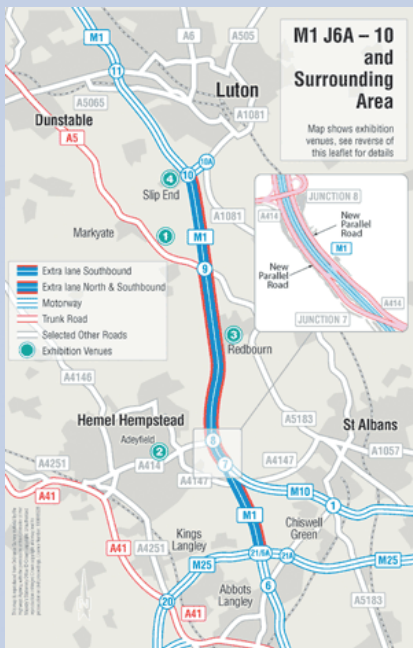 M1 J6A – 10
and
Surrounding
Area
Map shows exhibition
venues, see reverse
of this leaflet for details
M1
A6
A505
11
Luton
A5065
Dunstable
A1081
A5
10A
10
4
Slip End
A1081
Markyate
1
M1
9
JUNCTION 8
A414
New
Parallel
Road
M1
New
Parallel
Road
A414
JUNCTION 7
Extra lane Southbound
Extra lane North & Southbound
Motorway
Trunk Road
Selected Other Roads
Exhibition Venues
3
Redbourn
A4146
A5183
Hemel Hempstead
St Albans
8
Adeyfield
2
A414
A4251
7
A4147
A1057
A4147
A41
M10
1
M1
Chiswell
Green
A41
A4251
Kings
Langley
21/6A
21A
M25
M25
20
Abbots
Langley
6
A5183
A41